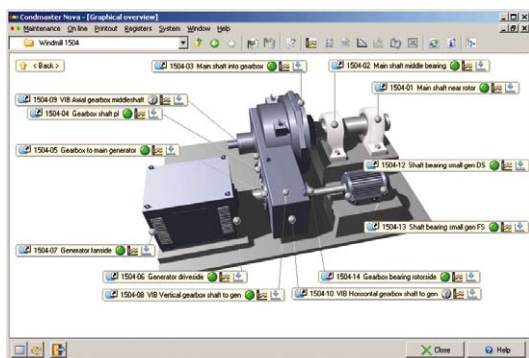 Condmaster Nova - [Graphical overview]
Maintenance On line Printout Registers System Window Help
Windmill 1504
< Back >
1504-03 Main shaft into gearbox
1504-02 Main shaft middle bearing
1504-01 Main shaft near rotor
1504-09 VIB Axial gearbox middleshaft
1504-04 Gearbox shaft pl
1504-05 Gearbox to main generator
1504-12 Shaft bearing small gen DS
1504-13 Shaft bearing small gen FS
1504-07 Generator fanside
1504-06 Generator driveside
1504-14 Gearbox bearing rotorside
1504-08 VIB Vertical gearbox shaft to gen
1504-10 VIB Horisontal gearbox shaft to gen
Close
Help